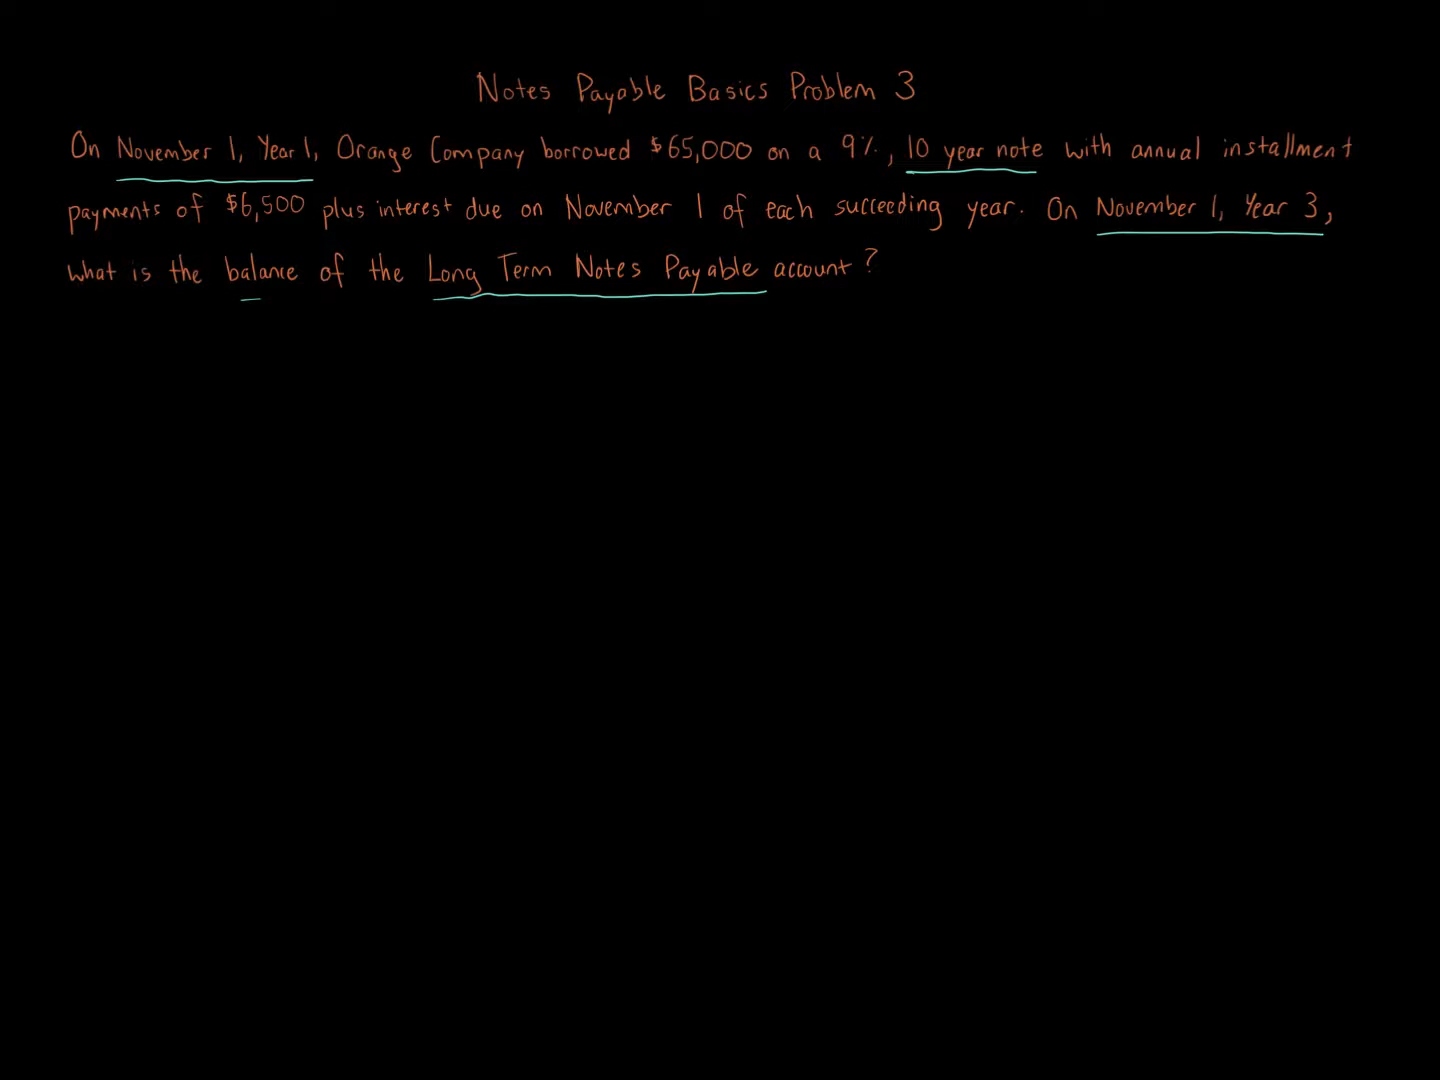 Notes Payable Basics Problem 3
On November 1, Year 1, Orange Company borrowed $65,000 on a 9%, 10 year note with annual installment
payments of $6,500 plus interest due on November 1 of each succeeding year. On November 1, Year 3,
what is the balance of the Long Term Notes Payable account?